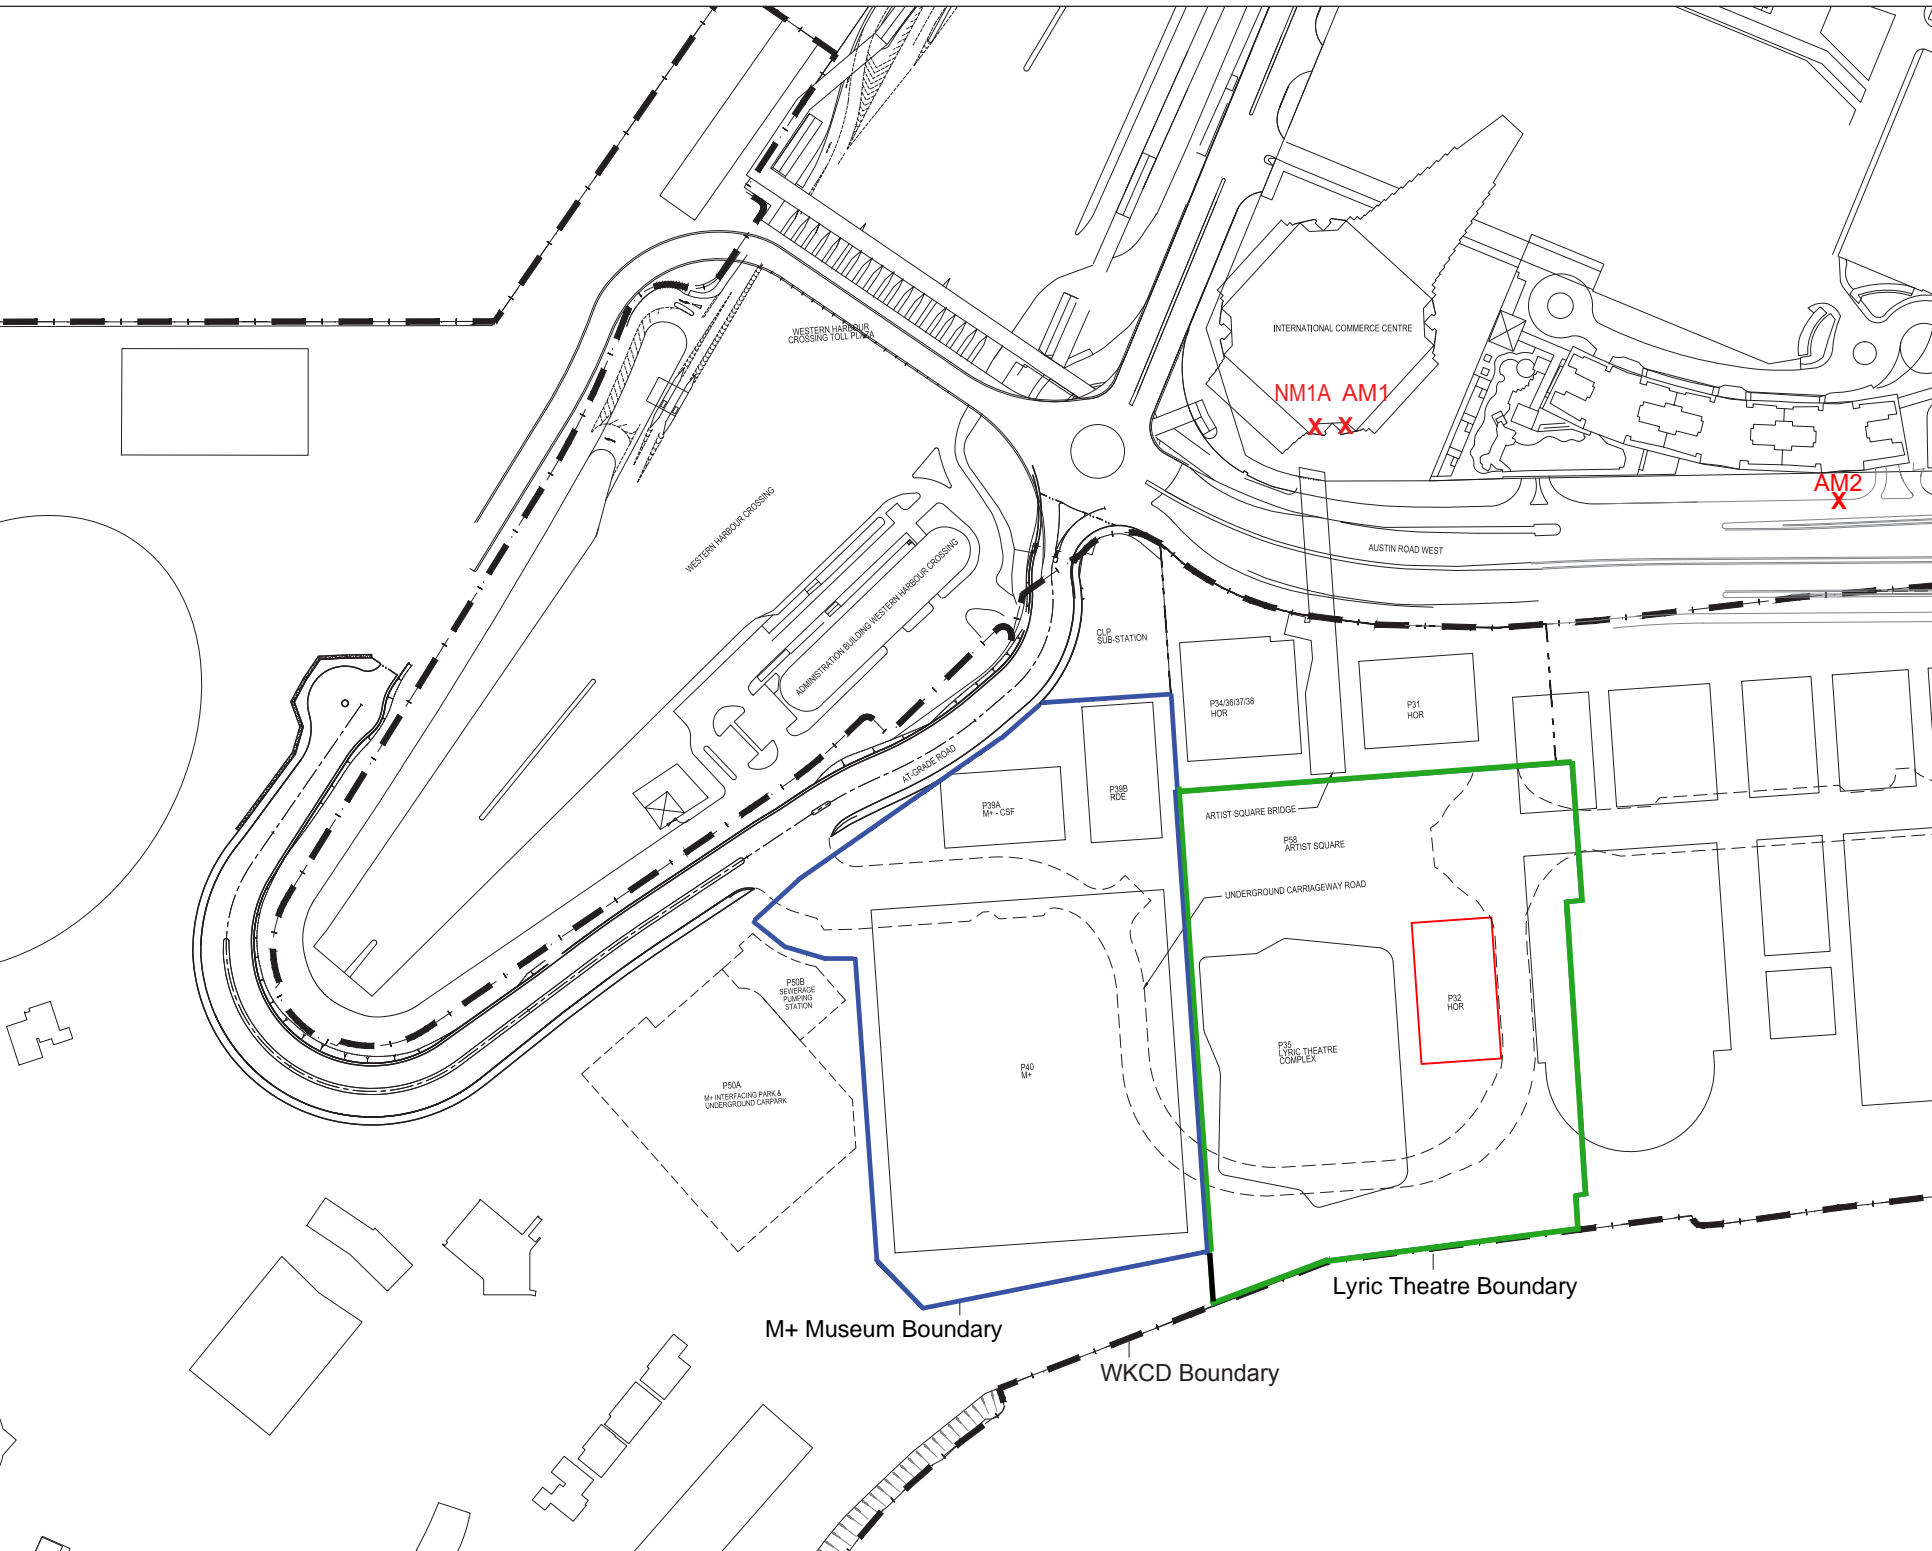 WESTERN HARBOUR
CROSSING TOLL PLAZA
INTERNATIONAL COMMERCE CENTRE
NM1A AM1
X X
AM2
X
WESTERN HARBOUR CROSSING
AUSTIN ROAD WEST
ADMINISTRATION BUILDING WESTERN HARBOUR CROSSING
CLP
SUB-STATION
P34/36/37/38
HOR
P31
HOR
AT-GRADE ROAD
P39A
M+ - CSF
P39B
RDE
ARTIST SQUARE BRIDGE
P58
ARTIST SQUARE
UNDERGROUND CARRIAGEWAY ROAD
P50B
SEWERAGE
PUMPING
STATION
P32
HOR
P35
LYRIC THEATRE
COMPLEX
P40
M+
P50A
M+ INTERFACING PARK &
UNDERGROUND CARPARK
Lyric Theatre Boundary
M+ Museum Boundary
WKCD Boundary